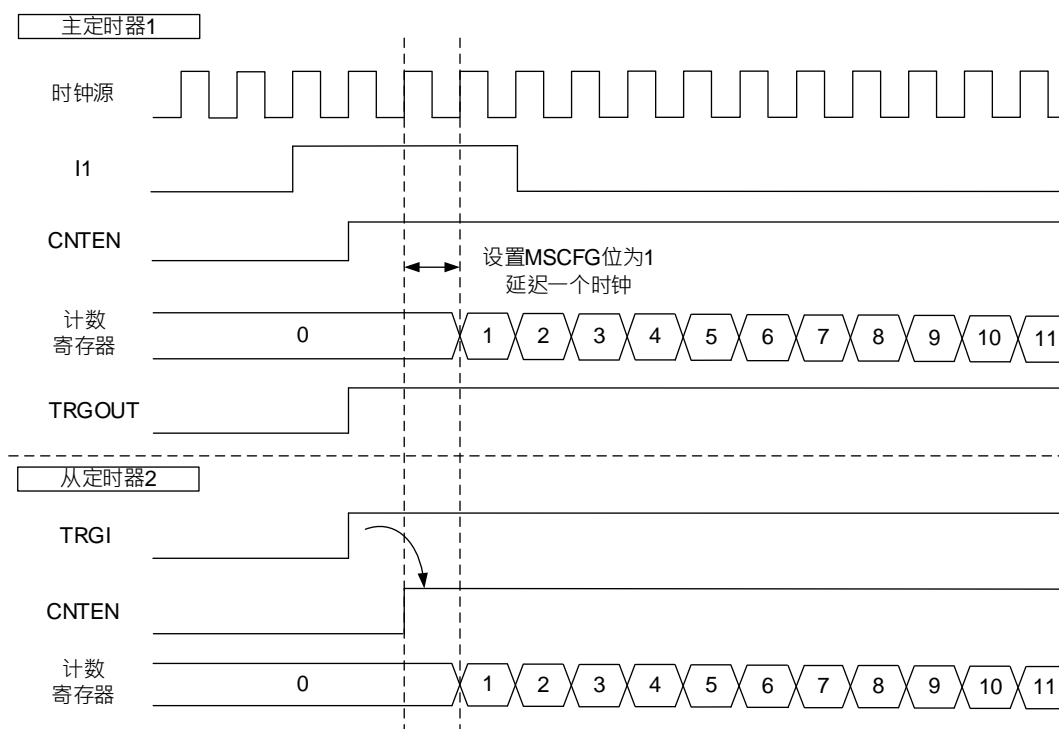 主定时器1
时钟源
I1
CNTEN
设置MSCFG位为1
延迟一个时钟
计数
寄存器
0 1 2 3 4 5 6 7 8 9 10 11
TRGOUT
从定时器2
TRGI
CNTEN
计数
寄存器
0 1 2 3 4 5 6 7 8 9 10 11